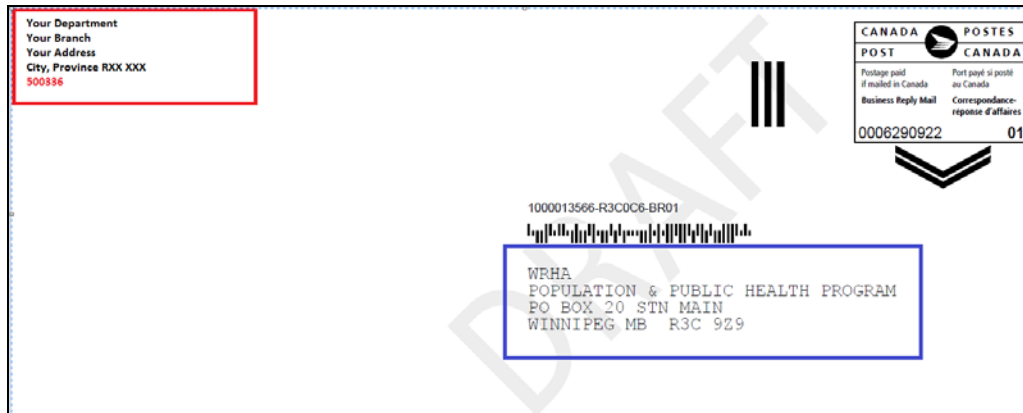 Your Department
Your Branch
Your Address
City, Province RXX XXX
500336
CANADA POSTES
POST CANADA
Postage paid
if mailed in Canada
Port payé si posté
au Canada
Business Reply Mail
Correspondance-
réponse d'affaires
0006290922 01
1000013566-R3C0C6-BR01
WRHA
POPULATION & PUBLIC HEALTH PROGRAM
PO BOX 20 STN MAIN
WINNIPEG MB R3C 9Z9
DRAFT